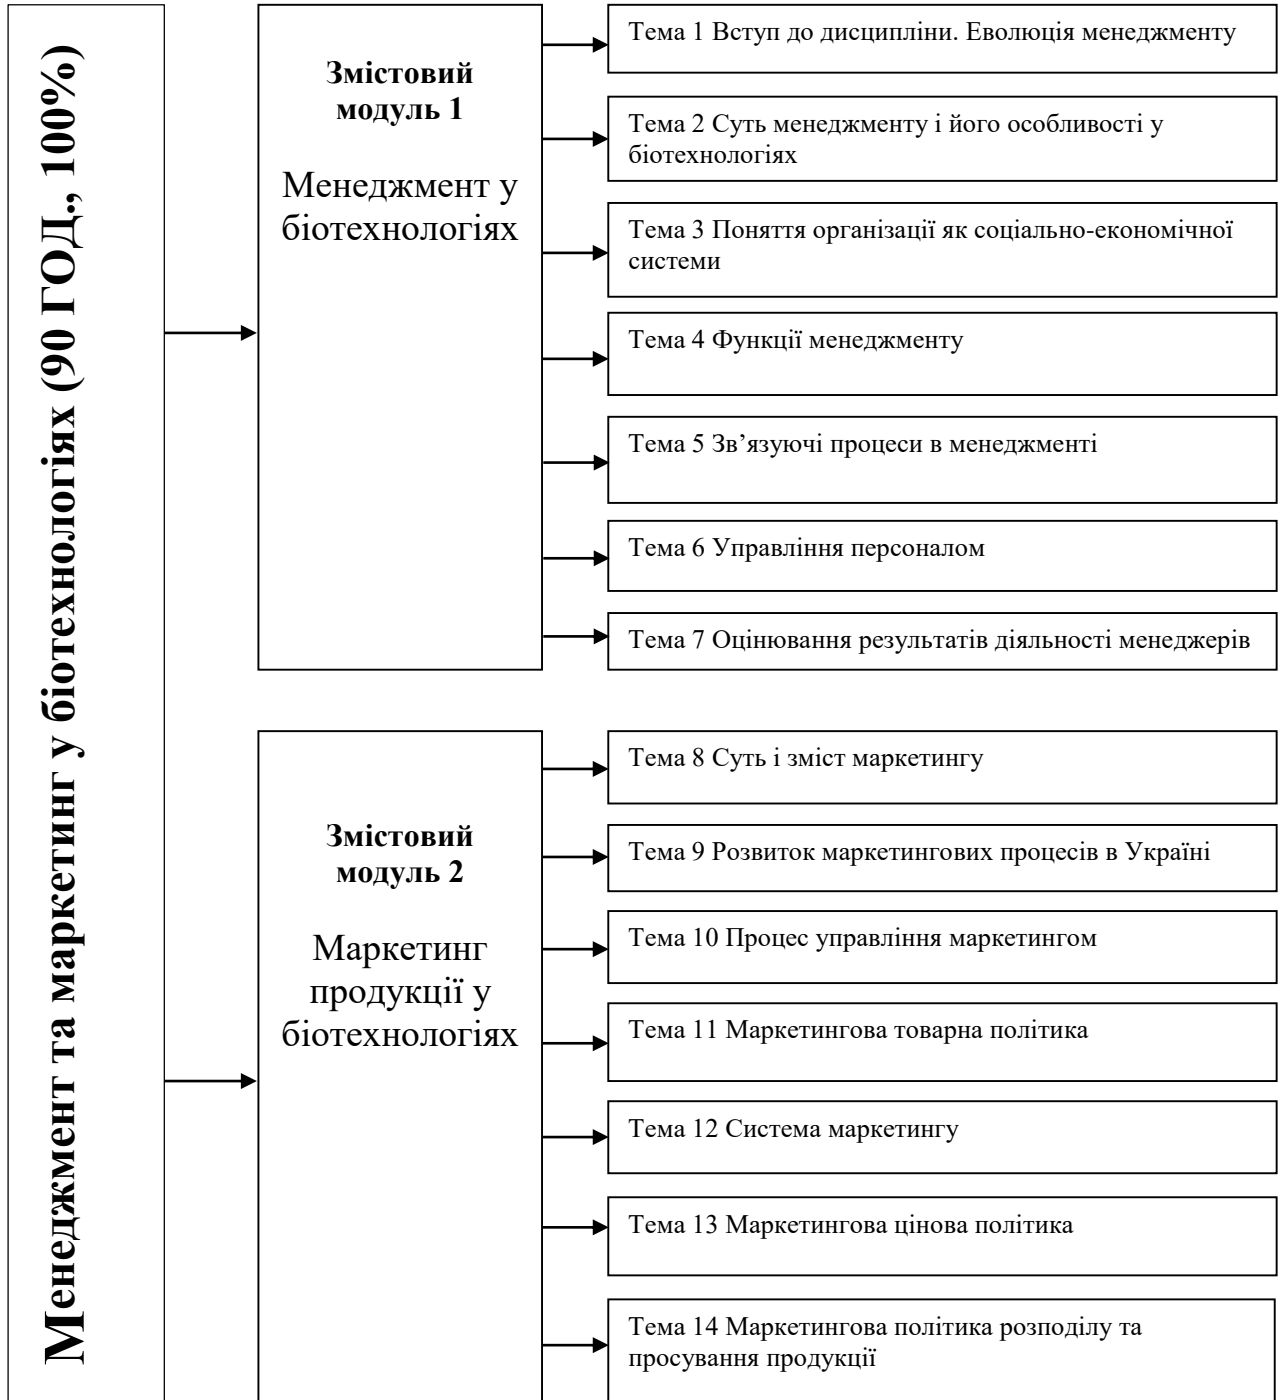 Менеджмент та маркетинг у біотехнологіях (90 ГОД., 100%)
Змістовий
модуль 1
Менеджмент у
біотехнологіях
Тема 1 Вступ до дисципліни. Еволюція менеджменту
Тема 2 Суть менеджменту і його особливості у
біотехнологіях
Тема 3 Поняття організації як соціально-економічної
системи
Тема 4 Функції менеджменту
Тема 5 Зв’язуючі процеси в менеджменті
Тема 6 Управління персоналом
Тема 7 Оцінювання результатів діяльності менеджерів
Змістовий
модуль 2
Маркетинг
продукції у
біотехнологіях
Тема 8 Суть і зміст маркетингу
Тема 9 Розвиток маркетингових процесів в Україні
Тема 10 Процес управління маркетингом
Тема 11 Маркетингова товарна політика
Тема 12 Система маркетингу
Тема 13 Маркетингова цінова політика
Тема 14 Маркетингова політика розподілу та
просування продукції